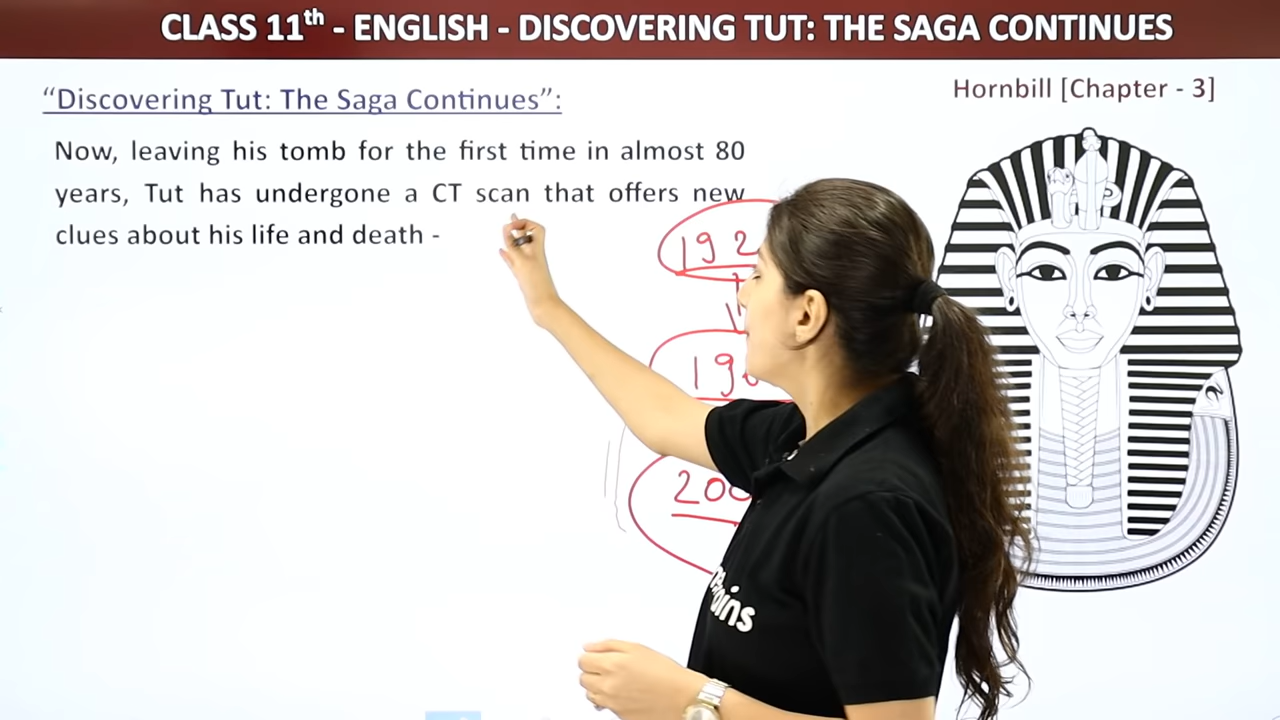 CLASS 11th - ENGLISH - DISCOVERING TUT: THE SAGA CONTINUES
"Discovering Tut: The Saga Continues":
Hornbill [Chapter - 3]
Now, leaving his tomb for the first time in almost 80
years, Tut has undergone a CT scan that offers new
clues about his life and death -